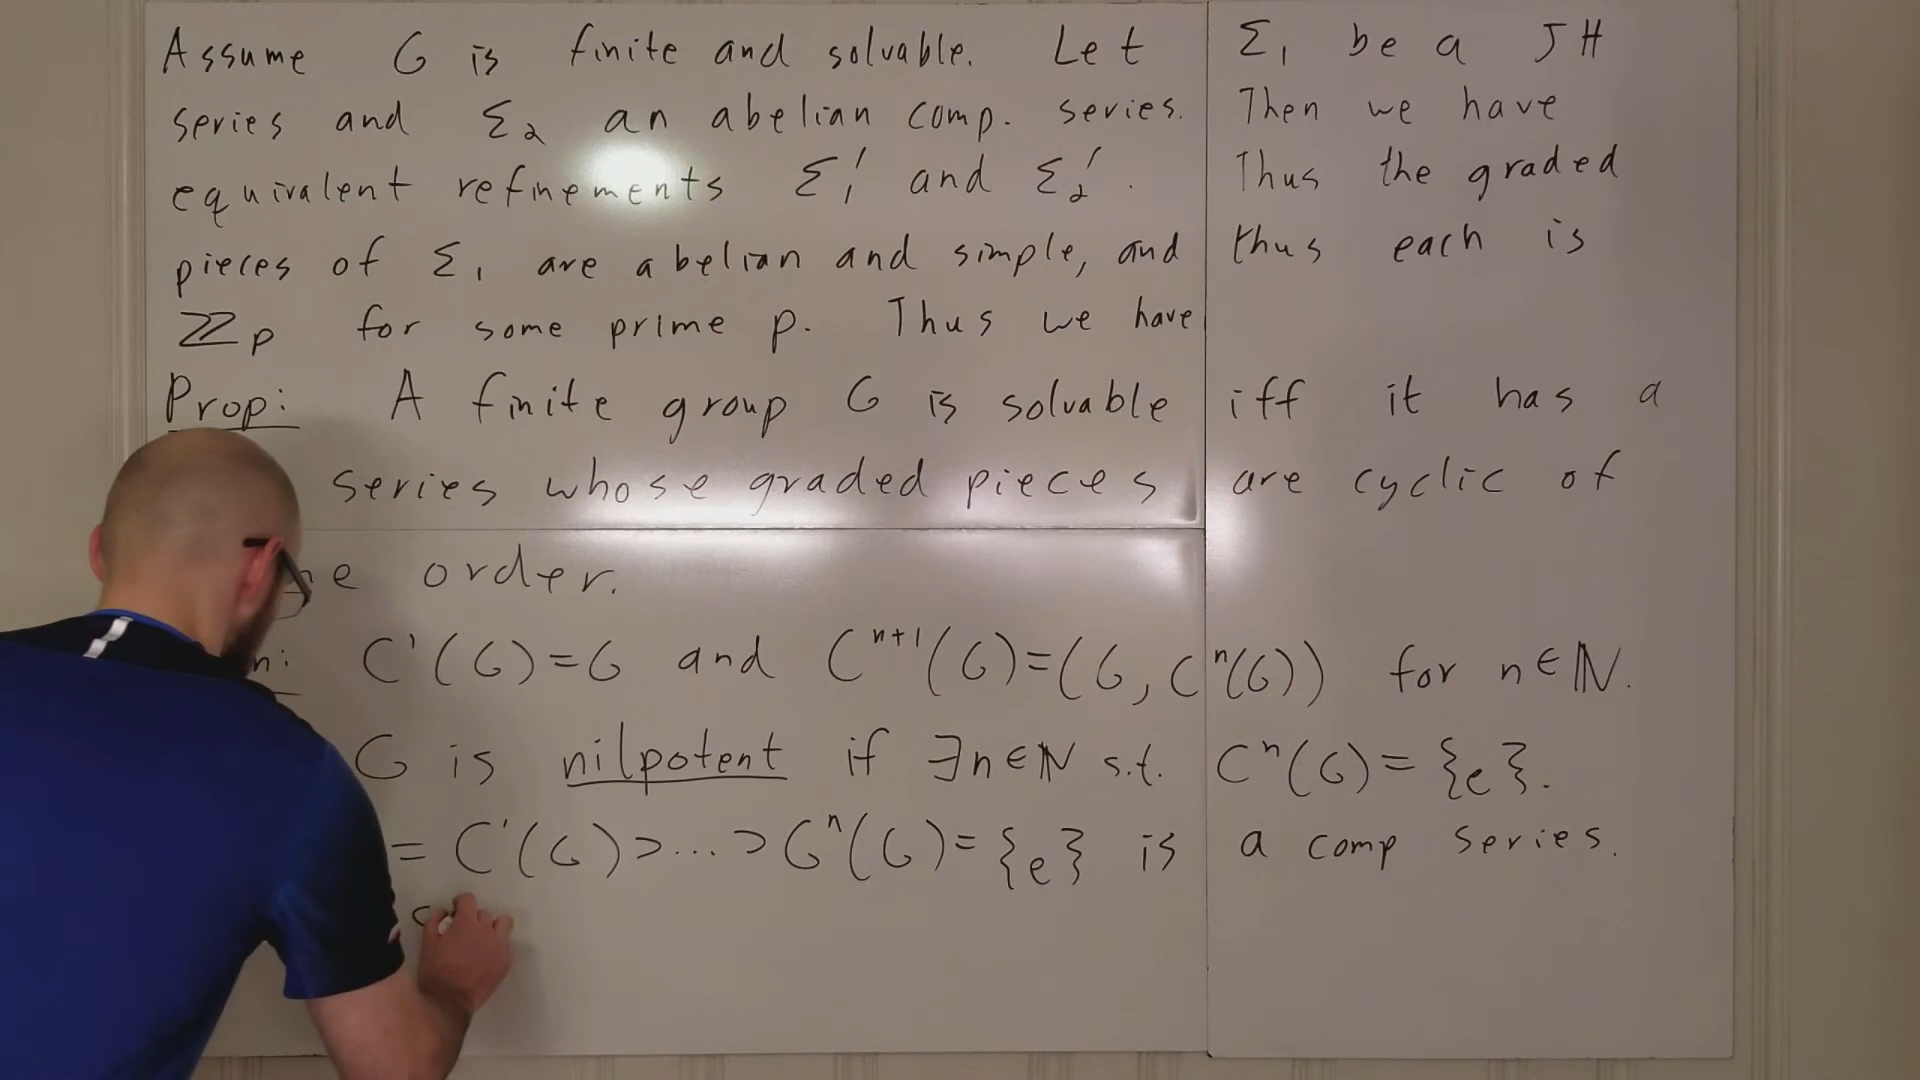 Assume G is finite and solvable. Let Σ₁ be a JH
series and Σ₂ an abelian comp. series. Then we have
equivalent refinements Σ₁′ and Σ₂′. Thus the graded
pieces of Σ₁ are abelian and simple, and thus each is
ℤp for some prime p. Thus we have
Prop: A finite group G is solvable iff it has a
series whose graded pieces are cyclic of
order.
C¹(G)=G and Cⁿ⁺¹(G)=(G, Cⁿ(G)) for n∈ℕ.
G is nilpotent if ∃n∈ℕ s.t. Cⁿ(G)={e}.
= C¹(G)⊃...⊃Gⁿ(G)={e} is a comp series.